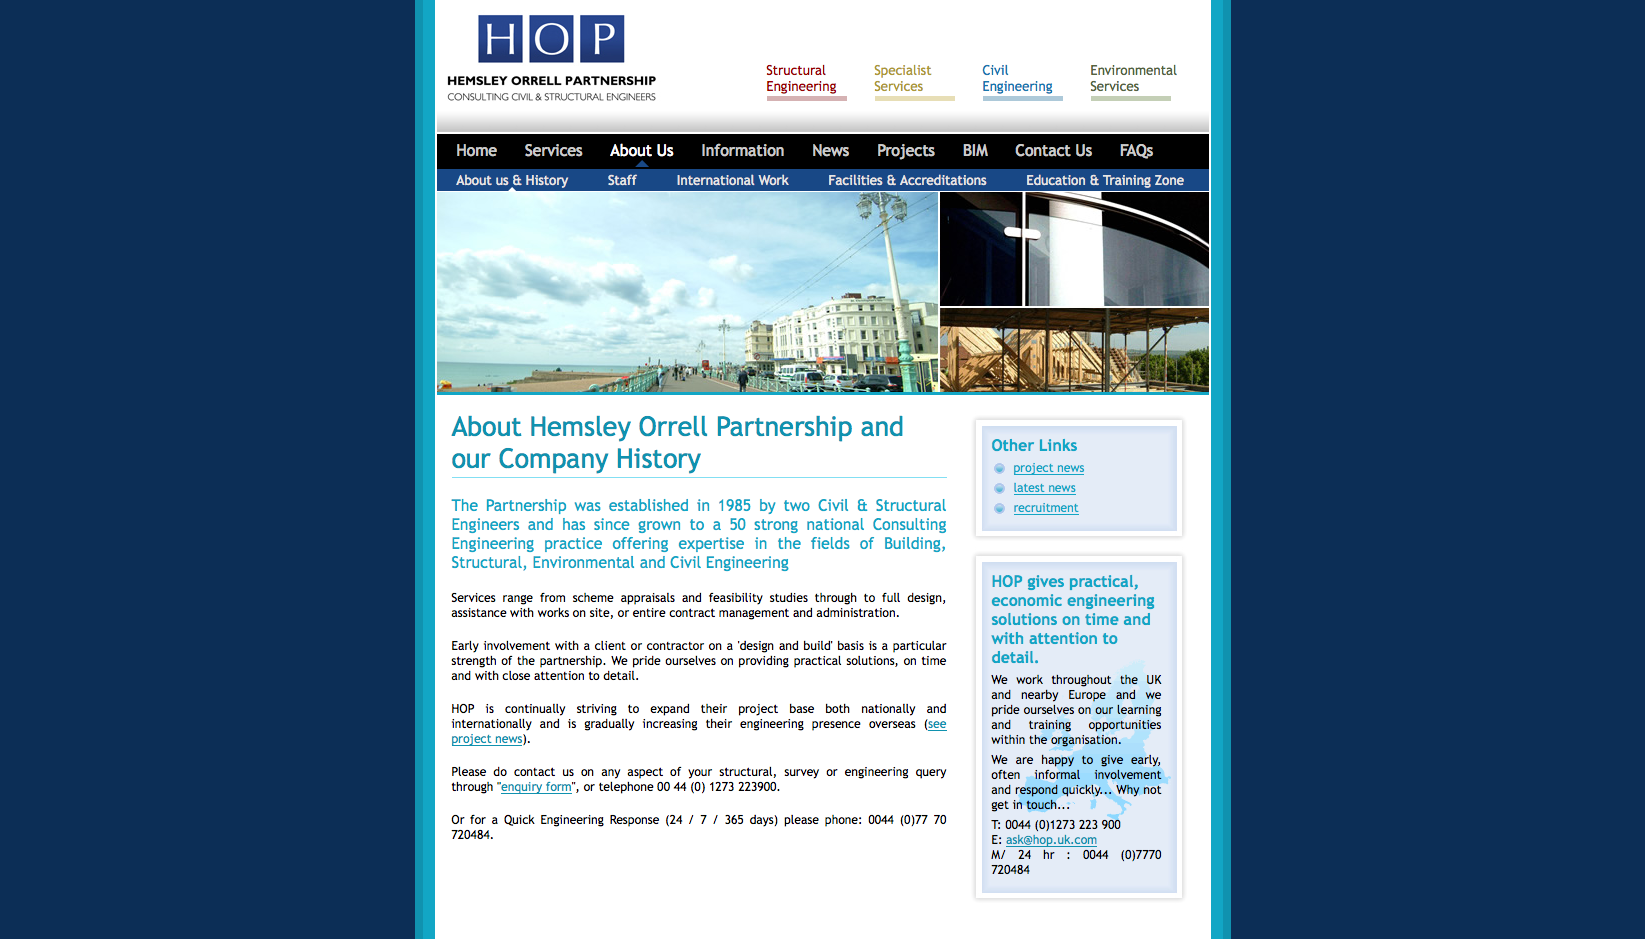 HOP
HEMSLEY ORRELL PARTNERSHIP
CONSULTING CIVIL & STRUCTURAL ENGINEERS
Structural
Engineering
Specialist
Services
Civil
Engineering
Environmental
Services
Home Services About Us Information News Projects BIM Contact Us FAQs
About us & History Staff International Work Facilities & Accreditations Education & Training Zone
About Hemsley Orrell Partnership and
our Company History
The Partnership was established in 1985 by two Civil & Structural
Engineers and has since grown to a 50 strong national Consulting
Engineering practice offering expertise in the fields of Building,
Structural, Environmental and Civil Engineering
Services range from scheme appraisals and feasibility studies through to full design,
assistance with works on site, or entire contract management and administration.
Early involvement with a client or contractor on a 'design and build' basis is a particular
strength of the partnership. We pride ourselves on providing practical solutions, on time
and with close attention to detail.
HOP is continually striving to expand their project base both nationally and
internationally and is gradually increasing their engineering presence overseas (see
project news).
Please do contact us on any aspect of your structural, survey or engineering query
through "enquiry form", or telephone 00 44 (0) 1273 223900.
Or for a Quick Engineering Response (24 / 7 / 365 days) please phone: 0044 (0)77 70
720484.
Other Links
project news
latest news
recruitment
HOP gives practical,
economic engineering
solutions on time and
with attention to
detail.
We work throughout the UK
and nearby Europe and we
pride ourselves on our learning
and training opportunities
within the organisation.
We are happy to give early,
often informal involvement
and respond quickly... Why not
get in touch...
T: 0044 (0)1273 223 900
E: ask@hop.uk.com
M/ 24 hr : 0044 (0)7770
720484